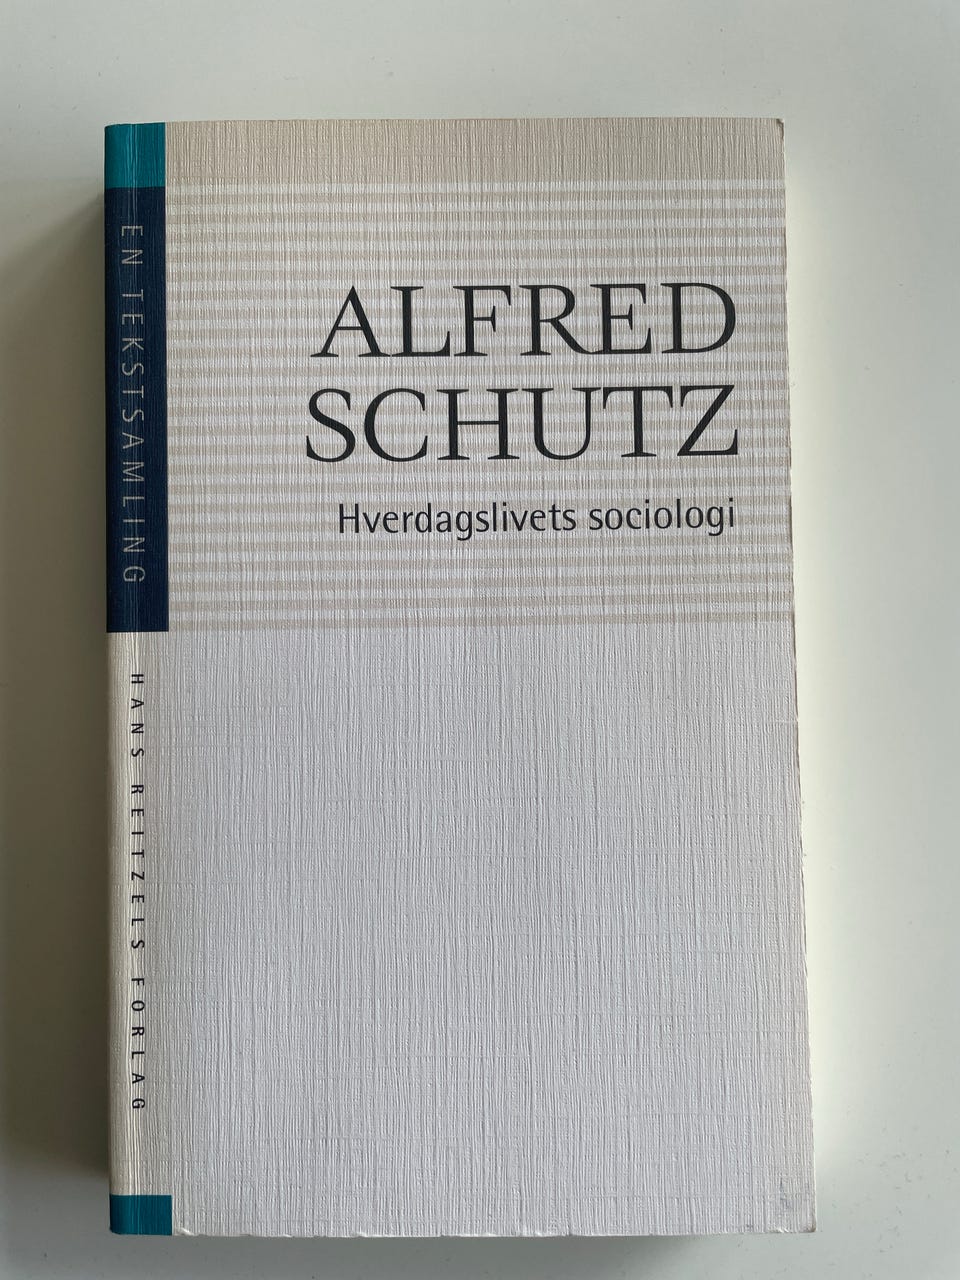 ALFRED
SCHUTZ
Hverdagslivets sociologi
EN TEKSTSAMLING
HANS REITZELS FORLAG